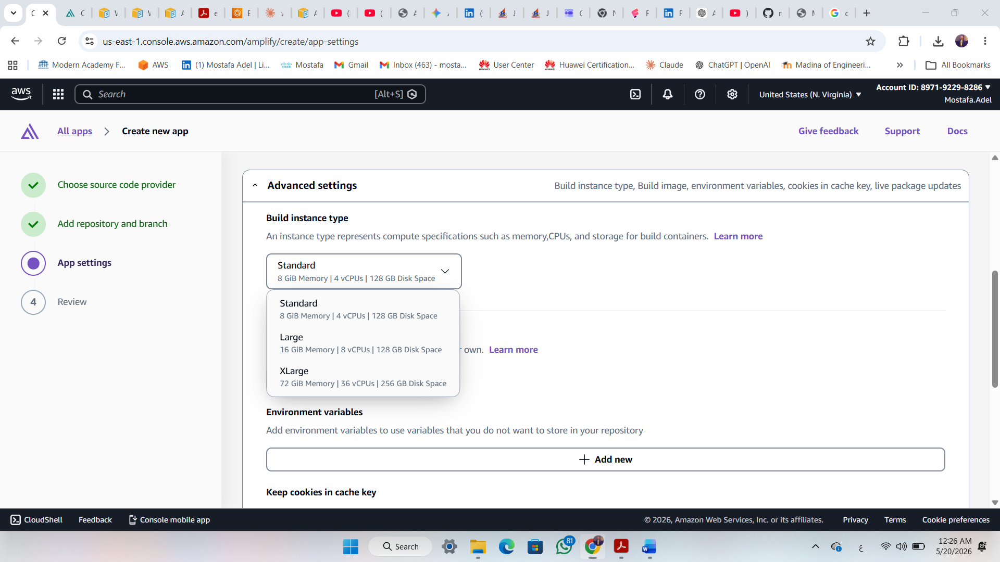 us-east-1.console.aws.amazon.com/amplify/create/app-settings
Modern Academy F...
AWS
(1) Mostafa Adel | Li...
Mostafa
Gmail
Inbox (463) - mosta...
User Center
Huawei Certification...
Claude
ChatGPT | OpenAI
Madina of Engineeri...
All Bookmarks
aws
Search
[Alt+S]
United States (N. Virginia)
Account ID: 8971-9229-8286
Mostafa.Adel
All apps
Create new app
Give feedback
Support
Docs
Choose source code provider
Add repository and branch
App settings
4
Review
Advanced settings
Build instance type, Build image, environment variables, cookies in cache key, live package updates
Build instance type
An instance type represents compute specifications such as memory,CPUs, and storage for build containers. Learn more
Standard
8 GiB Memory | 4 vCPUs | 128 GB Disk Space
Standard
8 GiB Memory | 4 vCPUs | 128 GB Disk Space
Large
16 GiB Memory | 8 vCPUs | 128 GB Disk Space
own. Learn more
XLarge
72 GiB Memory | 36 vCPUs | 256 GB Disk Space
Environment variables
Add environment variables to use variables that you do not want to store in your repository
Add new
Keep cookies in cache key
CloudShell
Feedback
Console mobile app
© 2026, Amazon Web Services, Inc. or its affiliates.
Privacy
Terms
Cookie preferences
Search
81
ع
12:26 AM
5/20/2026